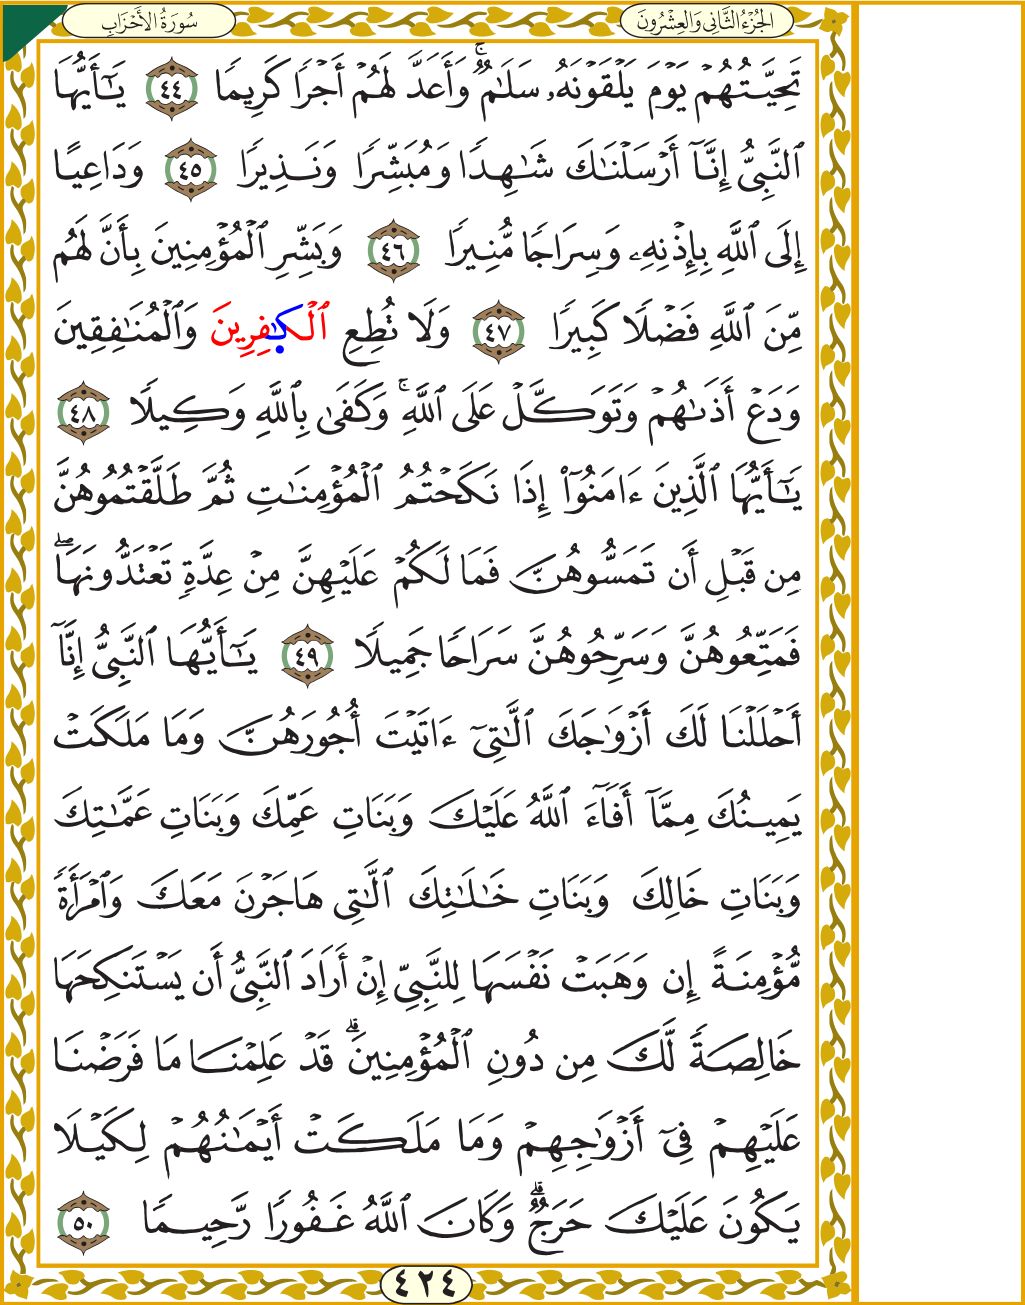 الجُزْءُ الثَّانِي وَالعِشْرُونَ
سُورَةُ الأَحْزَابِ
تَحِيَّتُهُمْ يَوْمَ يَلْقَوْنَهُۥ سَلَٰمٌۚ وَأَعَدَّ لَهُمْ أَجْرًا كَرِيمًا ٤٤ يَٰٓأَيُّهَا
ٱلنَّبِىُّ إِنَّآ أَرْسَلْنَٰكَ شَٰهِدًا وَمُبَشِّرًا وَنَذِيرًا ٤٥ وَدَاعِيًا
إِلَى ٱللَّهِ بِإِذْنِهِۦ وَسِرَاجًا مُّنِيرًا ٤٦ وَبَشِّرِ ٱلْمُؤْمِنِينَ بِأَنَّ لَهُم
مِّنَ ٱللَّهِ فَضْلًا كَبِيرًا ٤٧ وَلَا تُطِعِ ٱلْكَٰفِرِينَ وَٱلْمُنَٰفِقِينَ
وَدَعْ أَذَىٰهُمْ وَتَوَكَّلْ عَلَى ٱللَّهِۚ وَكَفَىٰ بِٱللَّهِ وَكِيلًا ٤٨
يَٰٓأَيُّهَا ٱلَّذِينَ ءَامَنُوٓا۟ إِذَا نَكَحْتُمُ ٱلْمُؤْمِنَٰتِ ثُمَّ طَلَّقْتُمُوهُنَّ
مِن قَبْلِ أَن تَمَسُّوهُنَّ فَمَا لَكُمْ عَلَيْهِنَّ مِنْ عِدَّةٍ تَعْتَدُّونَهَاۖ
فَمَتِّعُوهُنَّ وَسَرِّحُوهُنَّ سَرَاحًا جَمِيلًا ٤٩ يَٰٓأَيُّهَا ٱلنَّبِىُّ إِنَّآ
أَحْلَلْنَا لَكَ أَزْوَٰجَكَ ٱلَّٰتِىٓ ءَاتَيْتَ أُجُورَهُنَّ وَمَا مَلَكَتْ
يَمِينُكَ مِمَّآ أَفَآءَ ٱللَّهُ عَلَيْكَ وَبَنَاتِ عَمِّكَ وَبَنَاتِ عَمَّٰتِكَ
وَبَنَاتِ خَالِكَ وَبَنَاتِ خَٰلَٰتِكَ ٱلَّٰتِى هَاجَرْنَ مَعَكَ وَٱمْرَأَةً
مُّؤْمِنَةً إِن وَهَبَتْ نَفْسَهَا لِلنَّبِىِّ إِنْ أَرَادَ ٱلنَّبِىُّ أَن يَسْتَنكِحَهَا
خَالِصَةً لَّكَ مِن دُونِ ٱلْمُؤْمِنِينَۗ قَدْ عَلِمْنَا مَا فَرَضْنَا
عَلَيْهِمْ فِىٓ أَزْوَٰجِهِمْ وَمَا مَلَكَتْ أَيْمَٰنُهُمْ لِكَيْلَا
يَكُونَ عَلَيْكَ حَرَجٌۗ وَكَانَ ٱللَّهُ غَفُورًا رَّحِيمًا ٥٠
٤٢٤